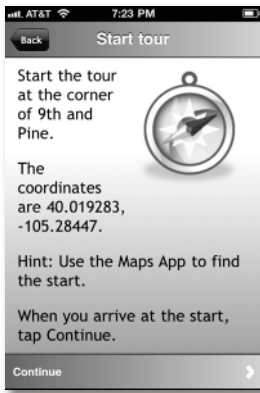 AT&T 7:23 PM
Back Start tour
Start the tour
at the corner
of 9th and
Pine.
The
coordinates
are 40.019283,
-105.28447.
Hint: Use the Maps App to find
the start.
When you arrive at the start,
tap Continue.
Continue